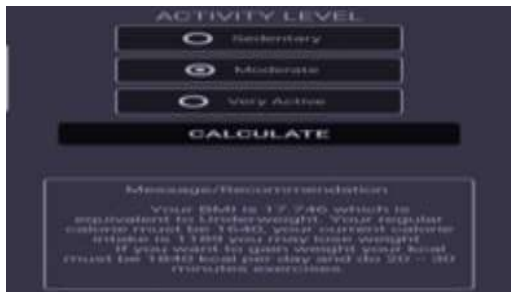 ACTIVITY LEVEL
Sedentary
Moderate
Very Active
CALCULATE
Message/Recommendation
Your BMI is 17.746 which is
equivalent to Underweight. Your regular
calorie must be 1640, your current calorie
intake is 1189 you may lose weight
If you want to gain weight your kcal
must be 1840 kcal per day and do 20 - 30
minutes exercises.